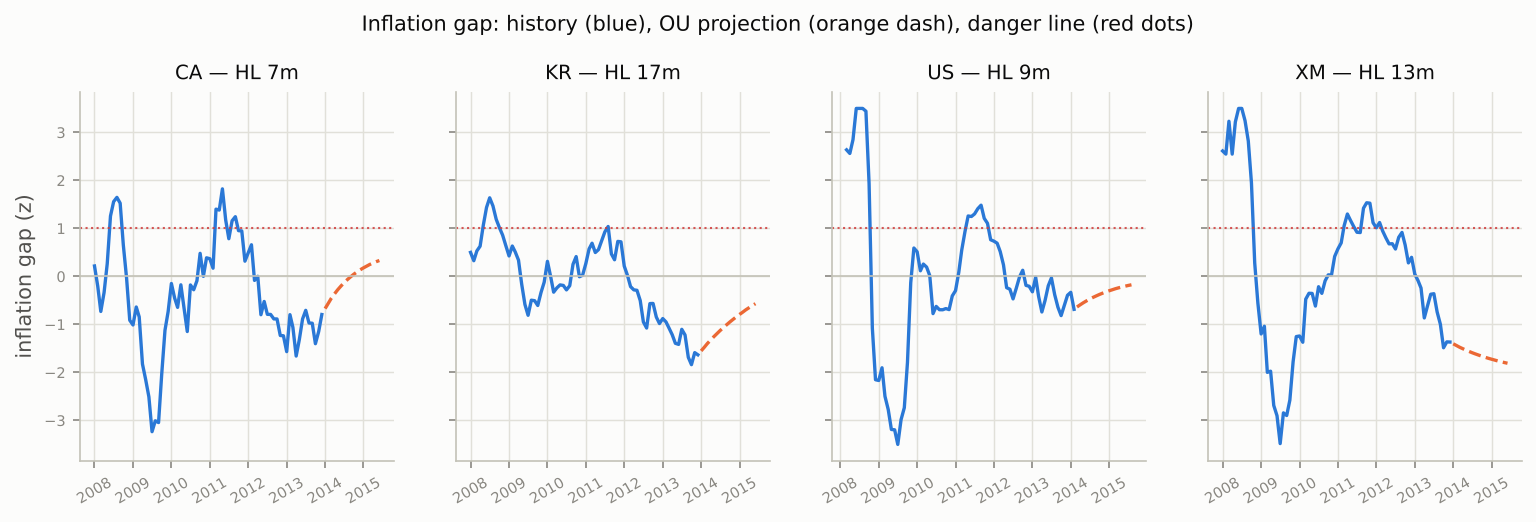 Inflation gap: history (blue), OU projection (orange dash), danger line (red dots)
CA — HL 7m
KR — HL 17m
US — HL 9m
XM — HL 13m
inflation gap (z)
3
2
1
0
−1
−2
−3
2008 2009 2010 2011 2012 2013 2014 2015
2008 2009 2010 2011 2012 2013 2014 2015
2008 2009 2010 2011 2012 2013 2014 2015
2008 2009 2010 2011 2012 2013 2014 2015